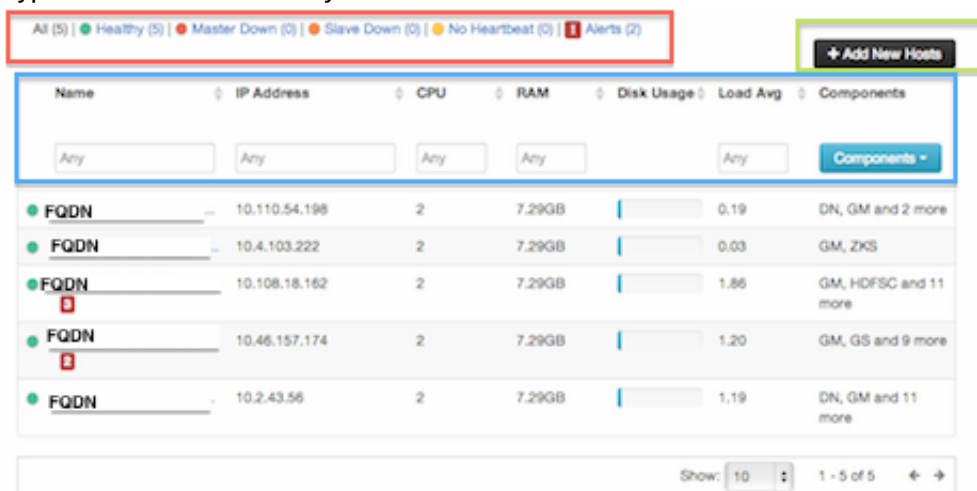 All (5) | Healthy (5) | Master Down (0) | Slave Down (0) | No Heartbeat (0) | 1 Alerts (2)
+ Add New Hosts
Name IP Address CPU RAM Disk Usage Load Avg Components
Any Any Any Any Any Components
FQDN ... 10.110.54.198 2 7.29GB 0.19 DN, GM and 2 more
FQDN 10.4.103.222 2 7.29GB 0.03 GM, ZKS
FQDN 10.108.18.162 2 7.29GB 1.86 GM, HDFSC and 11
3 more
FQDN 10.46.157.174 2 7.29GB 1.20 GM, GS and 9 more
2
FQDN 10.2.43.56 2 7.29GB 1.19 DN, GM and 11
more
Show: 10 1 - 5 of 5